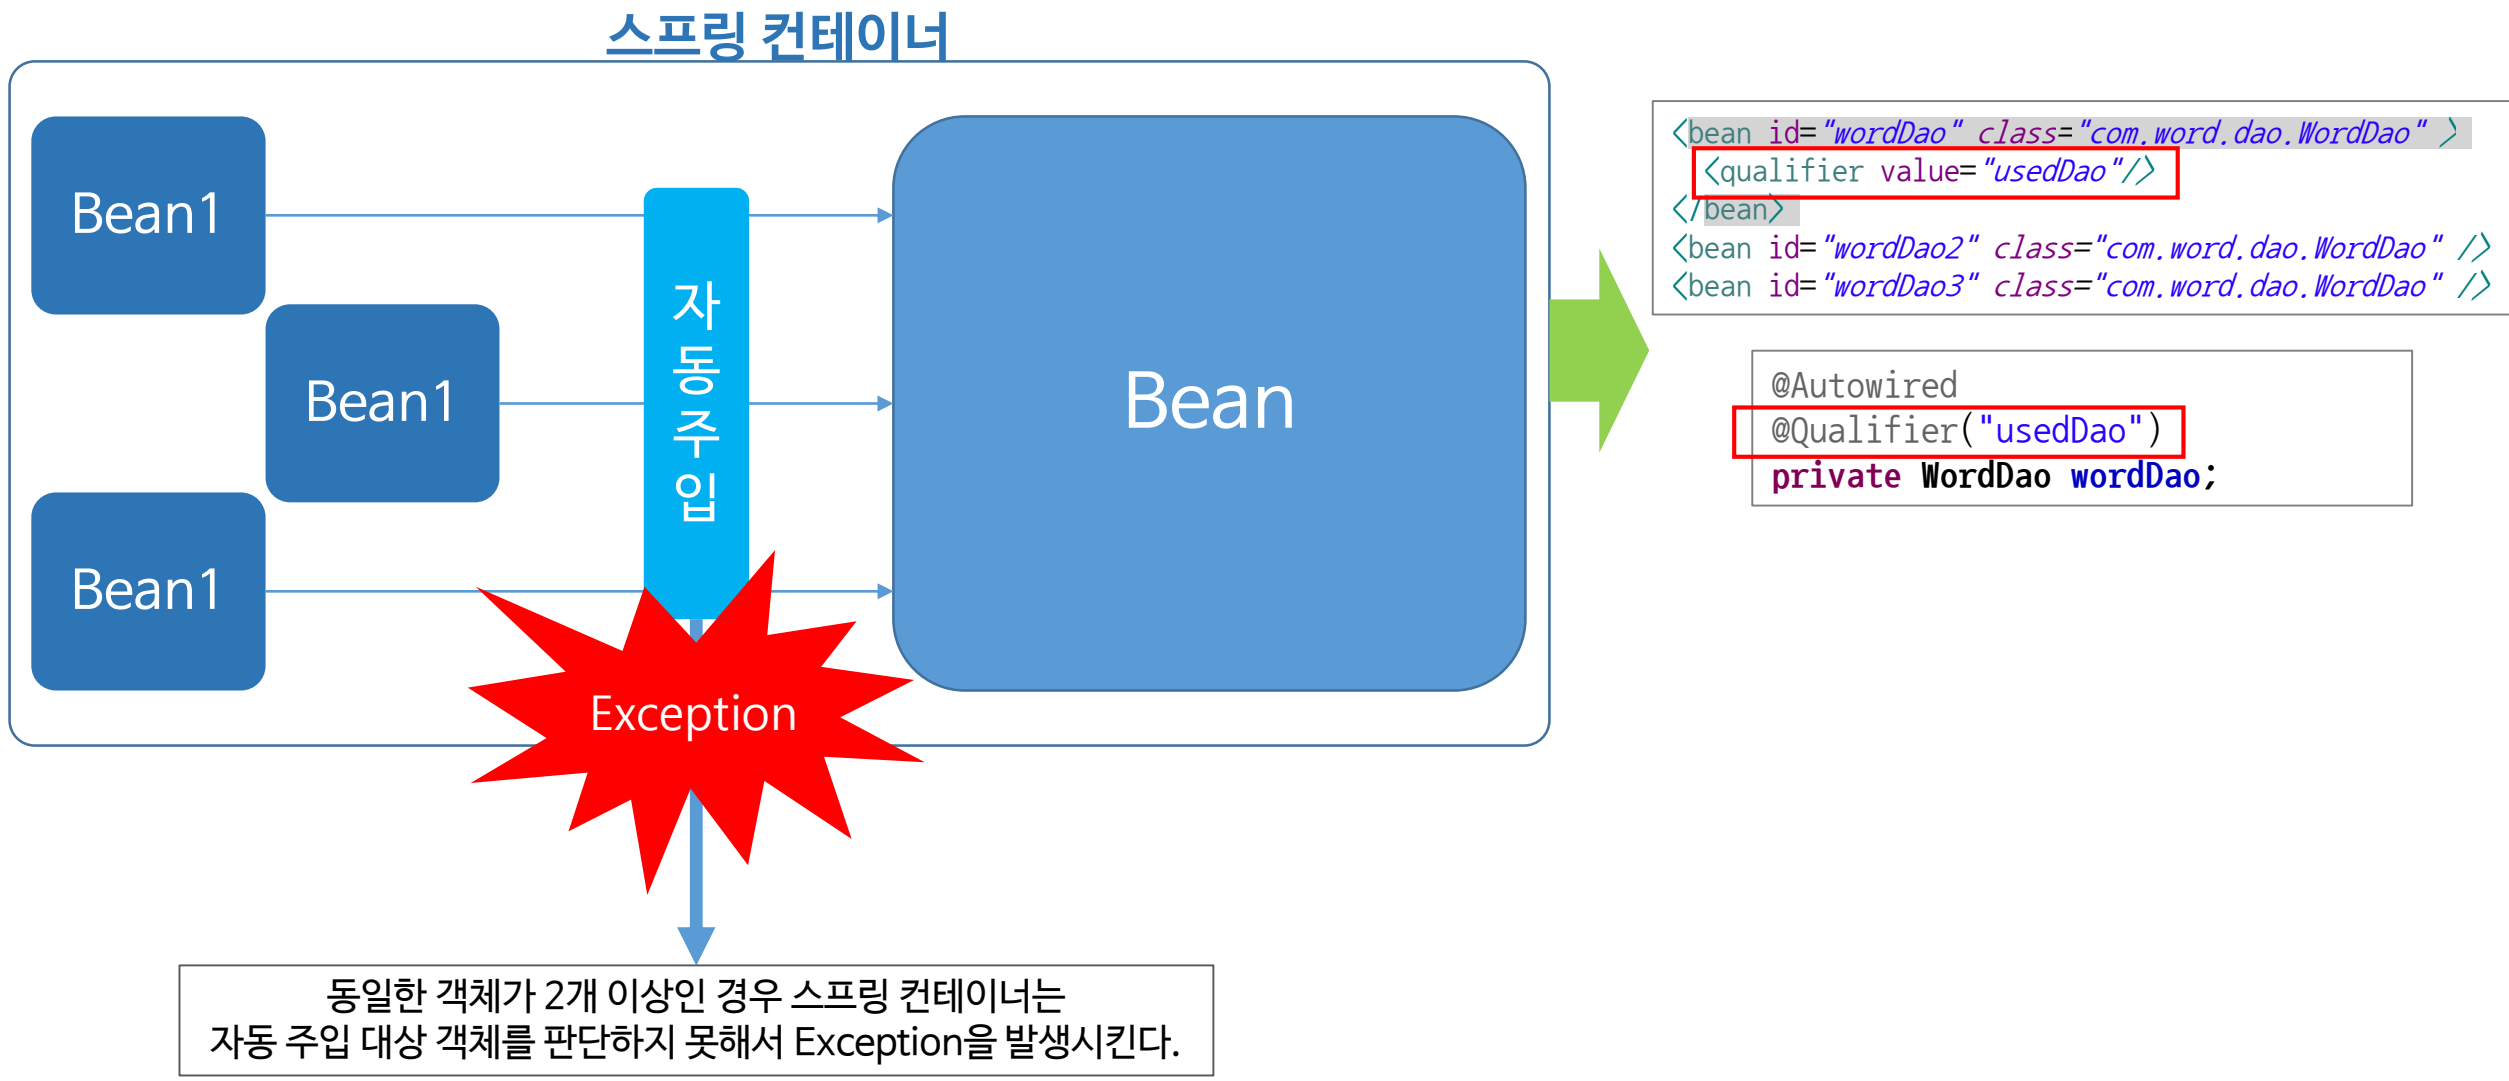 스프링 컨테이너
Bean1
Bean1
Bean1
자
동
주
입
Bean
Exception
동일한 객체가 2개 이상인 경우 스프링 컨테이너는
자동 주입 대상 객체를 판단하지 못해서 Exception을 발생시킨다.
<bean id="wordDao" class="com.word.dao.WordDao" >
<qualifier value="usedDao"/>
</bean>
<bean id="wordDao2" class="com.word.dao.WordDao" />
<bean id="wordDao3" class="com.word.dao.WordDao" />
@Autowired
@Qualifier("usedDao")
private WordDao wordDao;